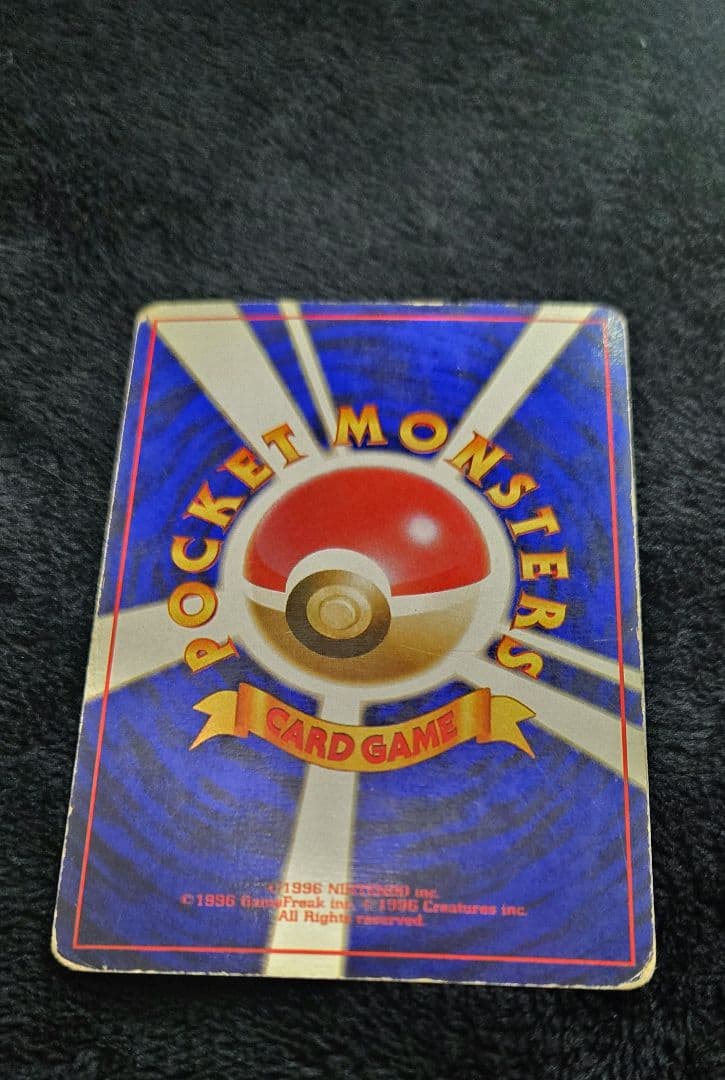 POCKET MONSTERS
CARD GAME
©1996 NINTENDO inc.
©1996 GameFreak inc. ©1996 Creatures inc.
All Rights reserved.